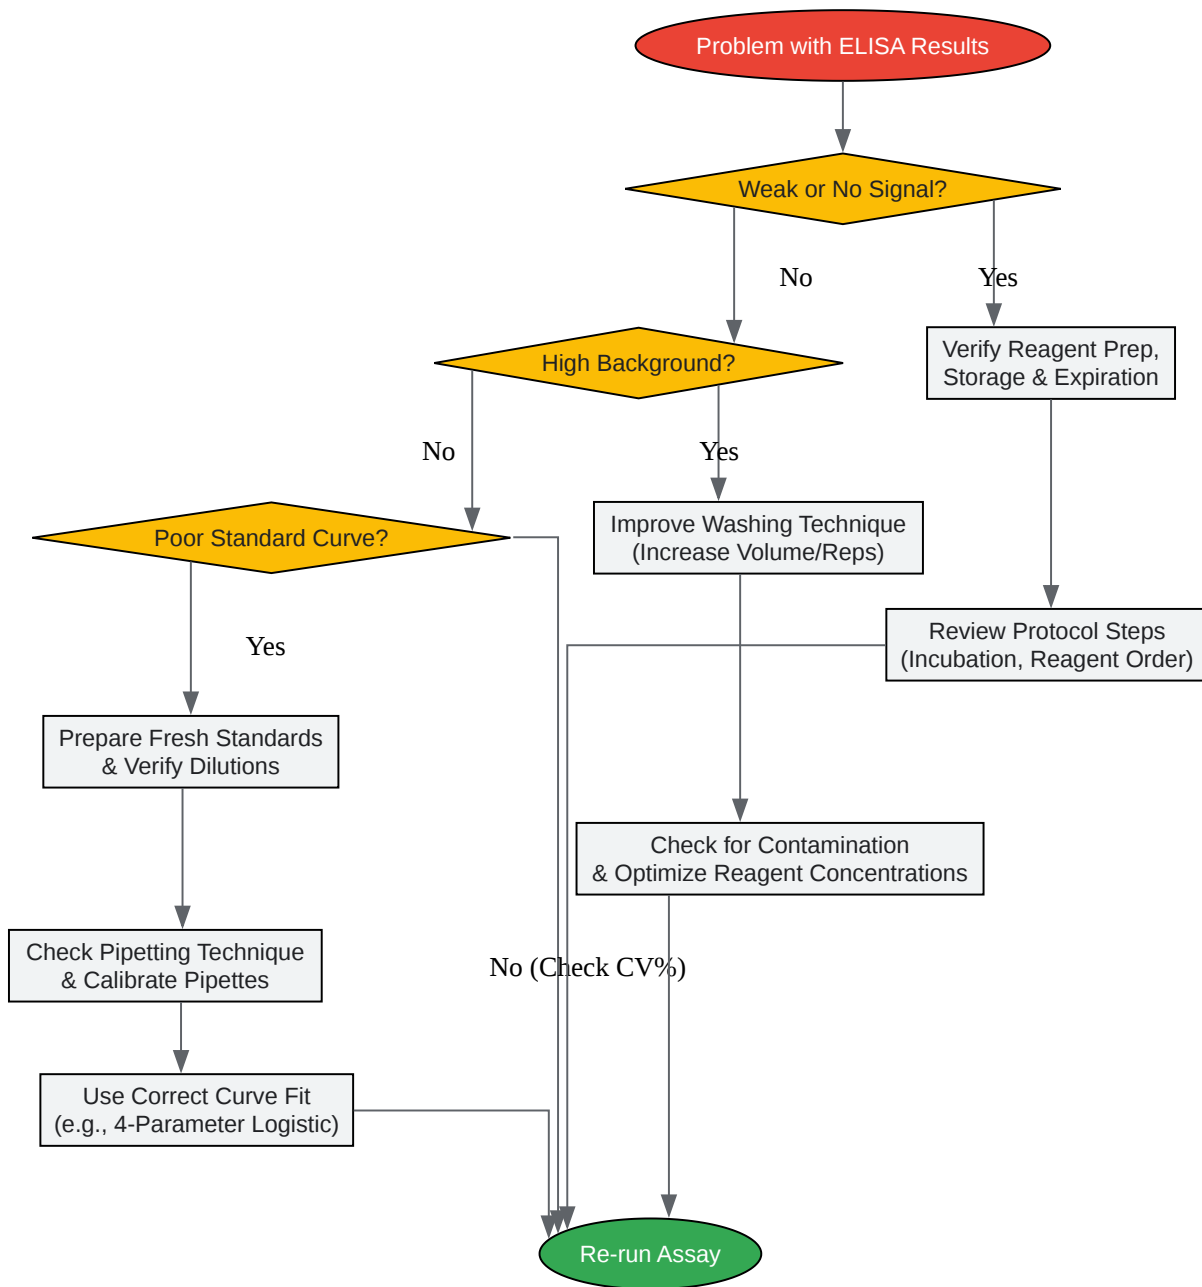 Problem with ELISA Results
Weak or No Signal?
No
Yes
Verify Reagent Prep,
Storage & Expiration
High Background?
No
Yes
Poor Standard Curve?
Improve Washing Technique
(Increase Volume/Reps)
Review Protocol Steps
(Incubation, Reagent Order)
Yes
Prepare Fresh Standards
& Verify Dilutions
Check for Contamination
& Optimize Reagent Concentrations
Check Pipetting Technique
& Calibrate Pipettes
No (Check CV%)
Use Correct Curve Fit
(e.g., 4-Parameter Logistic)
Re-run Assay